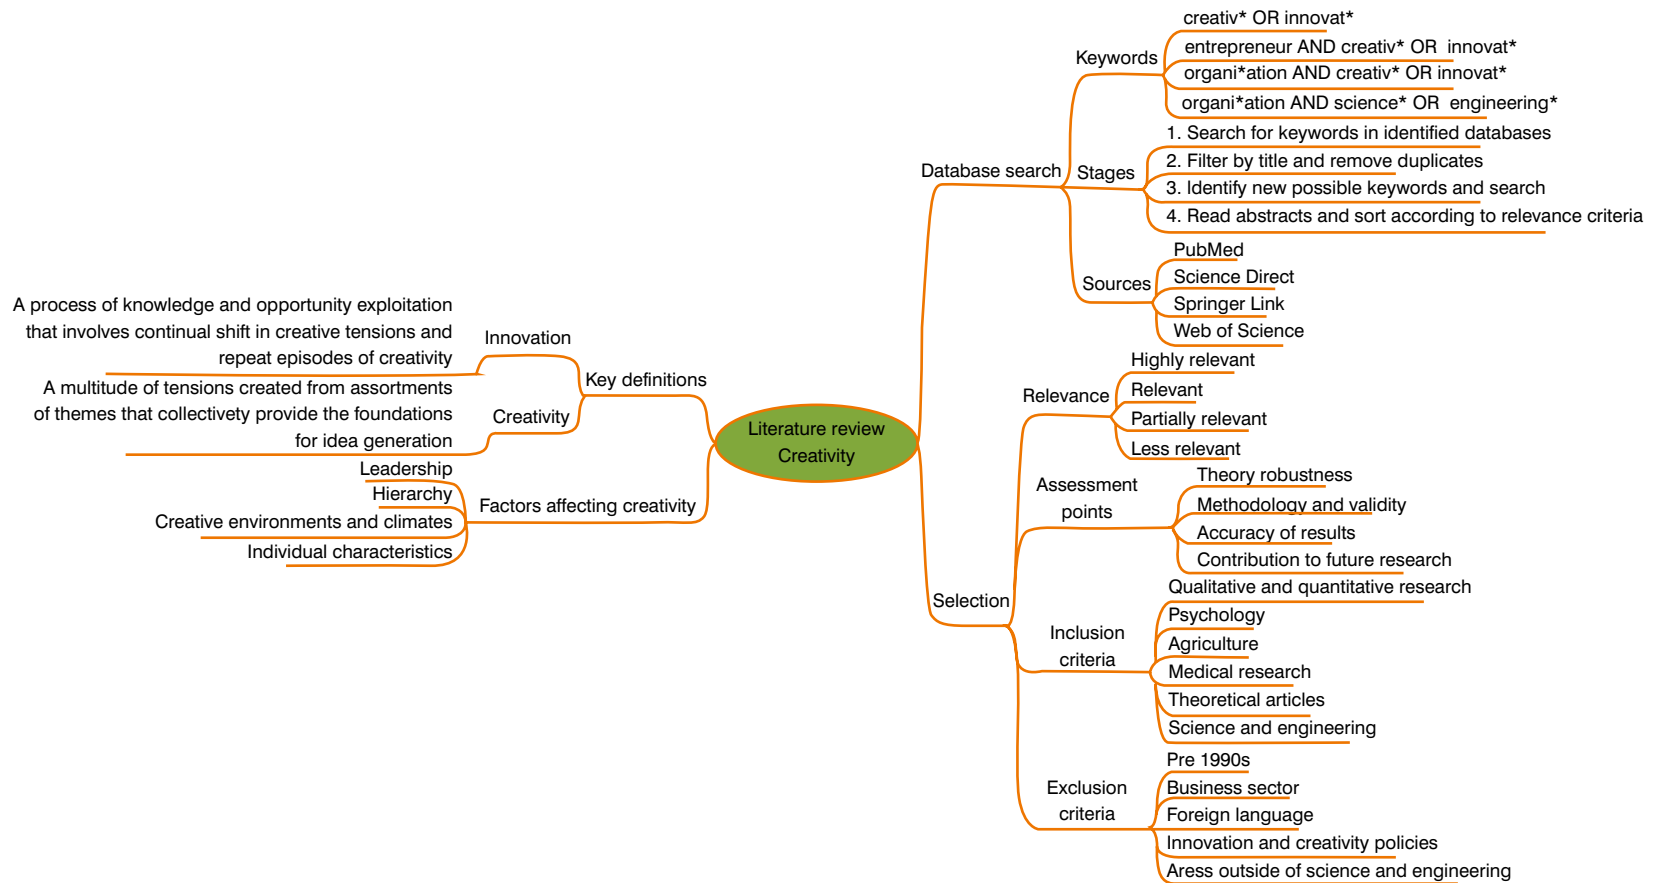 Literature review
Creativity
Database search
Keywords
creativ* OR innovat*
entrepreneur AND creativ* OR innovat*
organi*ation AND creativ* OR innovat*
organi*ation AND science* OR engineering*
Stages
1. Search for keywords in identified databases
2. Filter by title and remove duplicates
3. Identify new possible keywords and search
4. Read abstracts and sort according to relevance criteria
Sources
PubMed
Science Direct
Springer Link
Web of Science
Selection
Relevance
Highly relevant
Relevant
Partially relevant
Less relevant
Assessment
points
Theory robustness
Methodology and validity
Accuracy of results
Contribution to future research
Inclusion
criteria
Qualitative and quantitative research
Psychology
Agriculture
Medical research
Theoretical articles
Science and engineering
Exclusion
criteria
Pre 1990s
Business sector
Foreign language
Innovation and creativity policies
Aress outside of science and engineering
Key definitions
Innovation
A process of knowledge and opportunity exploitation
that involves continual shift in creative tensions and
repeat episodes of creativity
Creativity
A multitude of tensions created from assortments
of themes that collectivety provide the foundations
for idea generation
Factors affecting creativity
Leadership
Hierarchy
Creative environments and climates
Individual characteristics